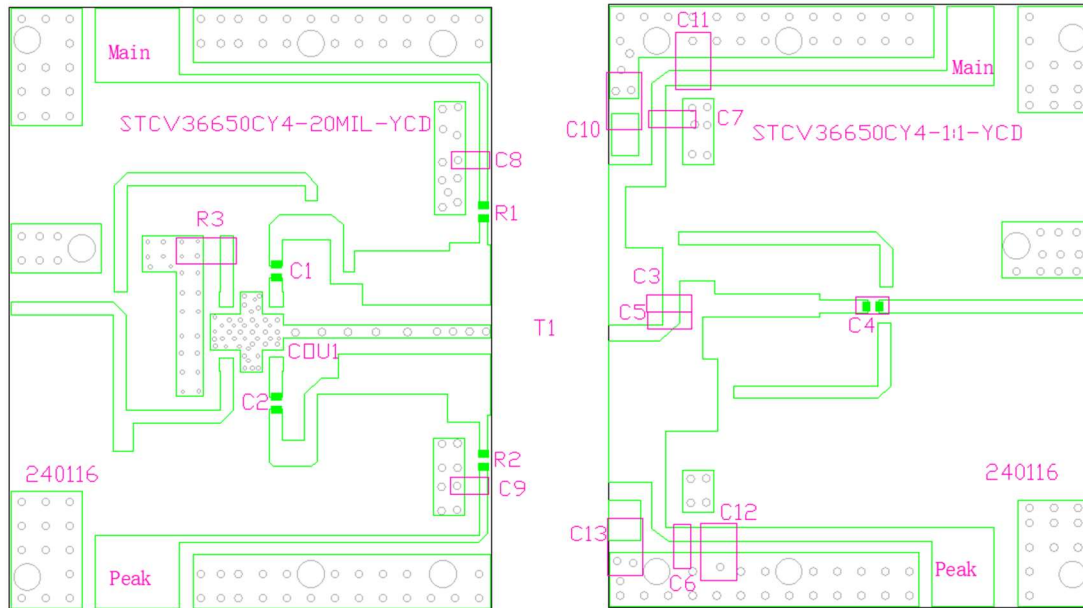 Main
STCV36650CY4-20MIL-YCD
C8
R1
R3
C1
COU1
C2
R2
C9
240116
Peak
T1
C11
Main
C10
C7
STCV36650CY4-1:1-YCD
C3
C5
C4
240116
C13
C12
C6
Peak